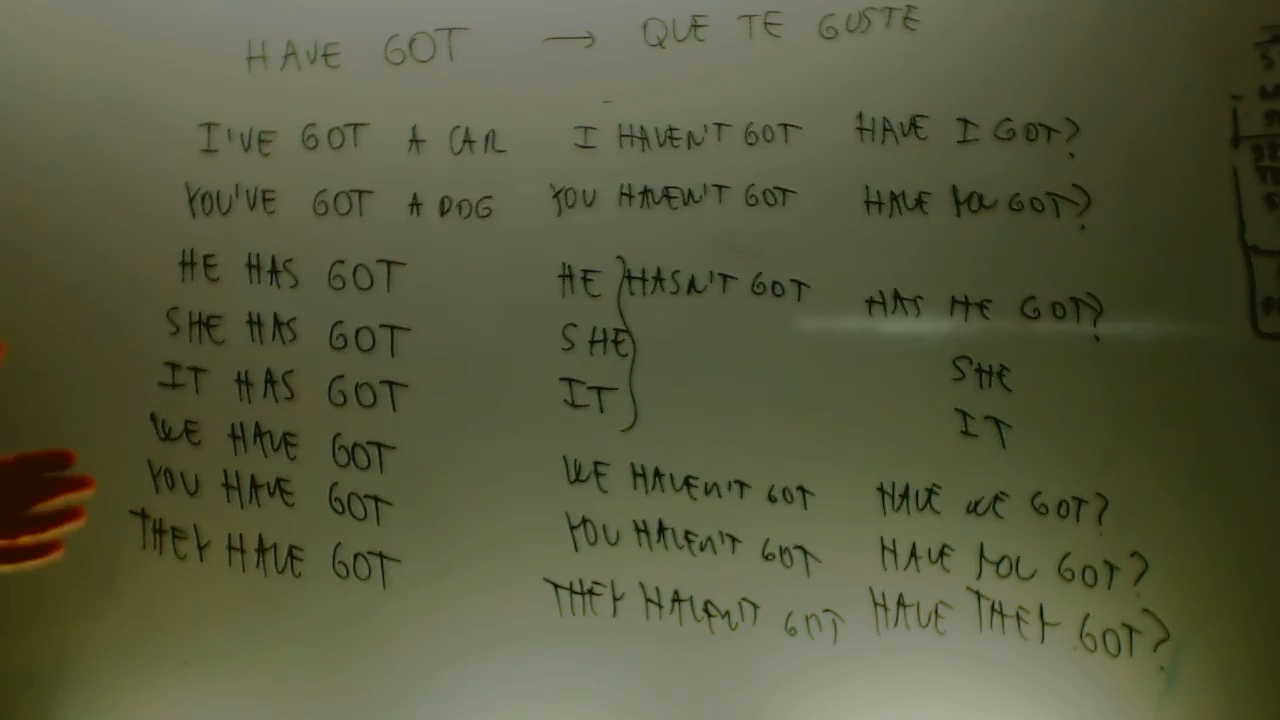 HAVE GOT → QUE TE GUSTE
I'VE GOT A CAR I HAVEN'T GOT HAVE I GOT?
YOU'VE GOT A DOG YOU HAVEN'T GOT HAVE YOU GOT?
HE HAS GOT HE HASN'T GOT HAS HE GOT?
SHE HAS GOT SHE SHE
IT HAS GOT IT IT
WE HAVE GOT WE HAVEN'T GOT HAVE WE GOT?
YOU HAVE GOT YOU HAVEN'T GOT HAVE YOU GOT?
THEY HAVE GOT THEY HAVEN'T GOT HAVE THEY GOT?